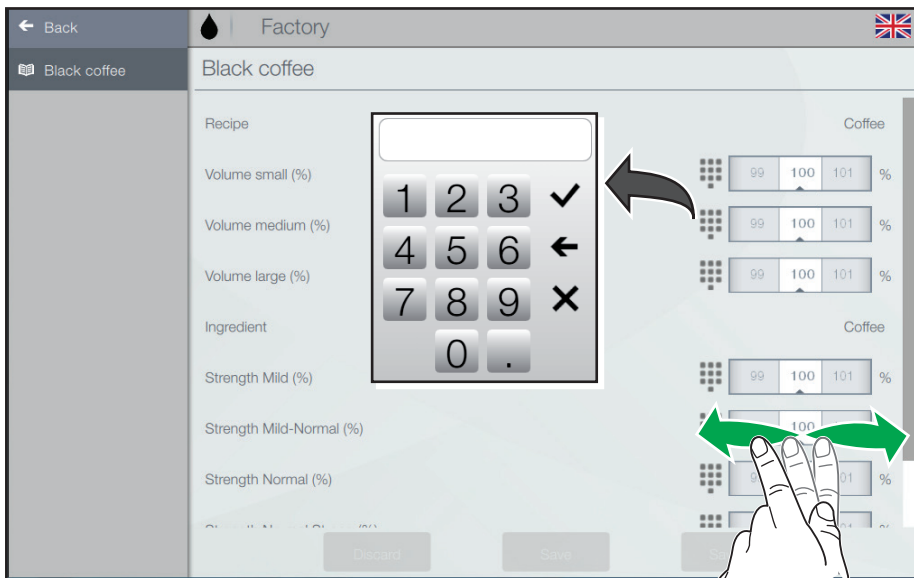 Back
Factory
Black coffee
Black coffee
Recipe
Coffee
Volume small (%)
99 100 101 %
Volume medium (%)
99 100 101 %
Volume large (%)
99 100 101 %
1 2 3
4 5 6
7 8 9
0 .
Ingredient
Coffee
Strength Mild (%)
99 100 101 %
Strength Mild-Normal (%)
100
Strength Normal (%)
%
Discard
Save